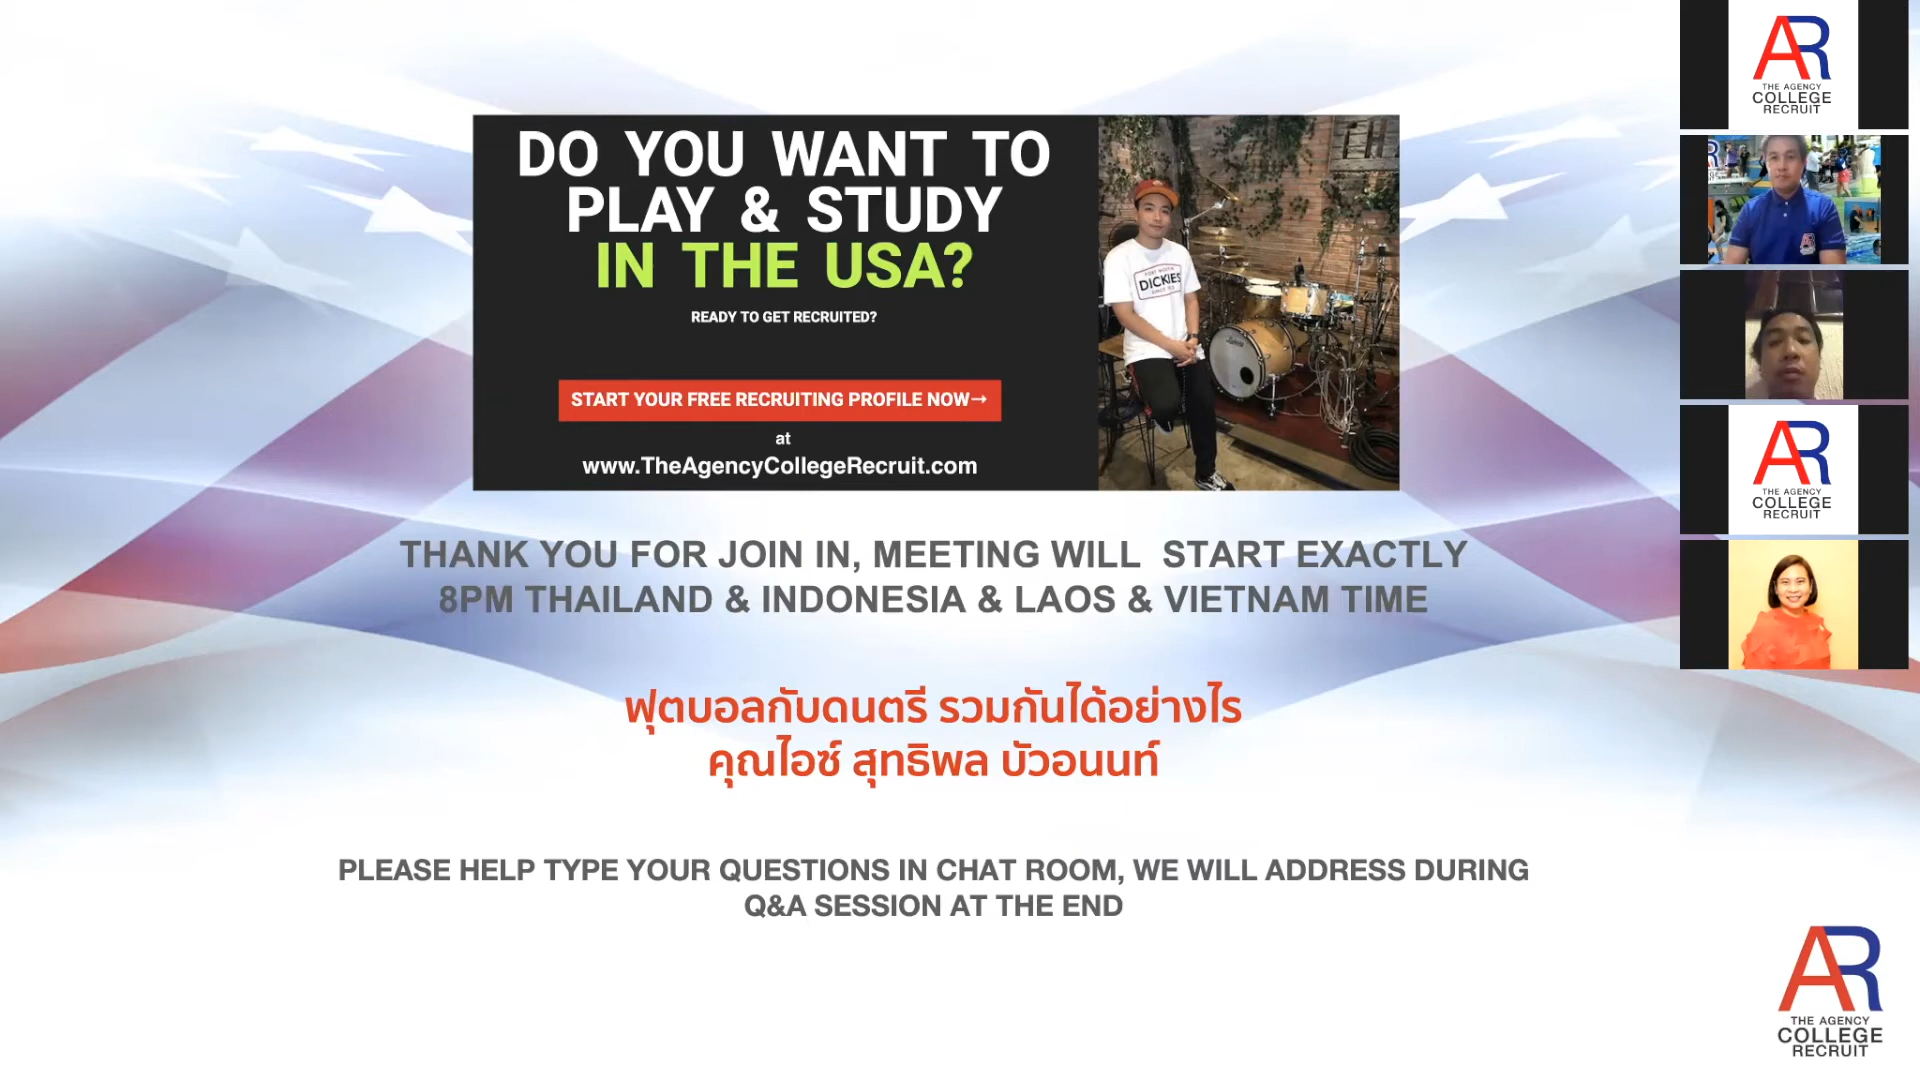 DO YOU WANT TO
PLAY & STUDY
IN THE USA?
READY TO GET RECRUITED?
START YOUR FREE RECRUITING PROFILE NOW→
at
www.TheAgencyCollegeRecruit.com
DICKIES
THANK YOU FOR JOIN IN, MEETING WILL START EXACTLY
8PM THAILAND & INDONESIA & LAOS & VIETNAM TIME
ฟุตบอลกับดนตรี รวมกันได้อย่างไร
คุณไอซ์ สุทธิพล บัวอนนท์
PLEASE HELP TYPE YOUR QUESTIONS IN CHAT ROOM, WE WILL ADDRESS DURING
Q&A SESSION AT THE END
AR
THE AGENCY
COLLEGE
RECRUIT
AR
THE AGENCY
COLLEGE
RECRUIT
AR
THE AGENCY
COLLEGE
RECRUIT